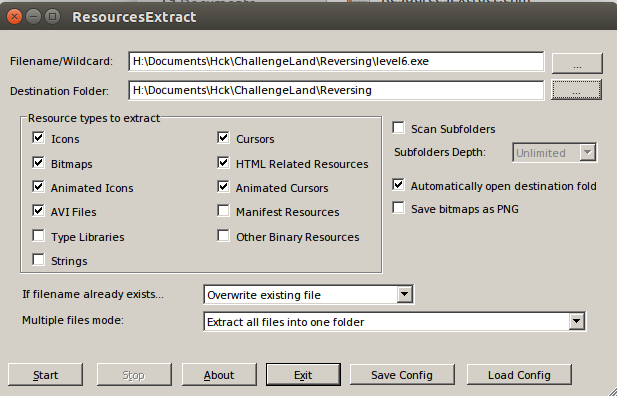 ResourcesExtract
Filename/Wildcard: H:\Documents\Hck\ChallengeLand\Reversing\level6.exe ...
Destination Folder: H:\Documents\Hck\ChallengeLand\Reversing ...
Resource types to extract
Icons Cursors
Bitmaps HTML Related Resources
Animated Icons Animated Cursors
AVI Files Manifest Resources
Type Libraries Other Binary Resources
Strings
Scan Subfolders
Subfolders Depth: Unlimited
Automatically open destination fold
Save bitmaps as PNG
If filename already exists... Overwrite existing file
Multiple files mode: Extract all files into one folder
Start Stop About Exit Save Config Load Config